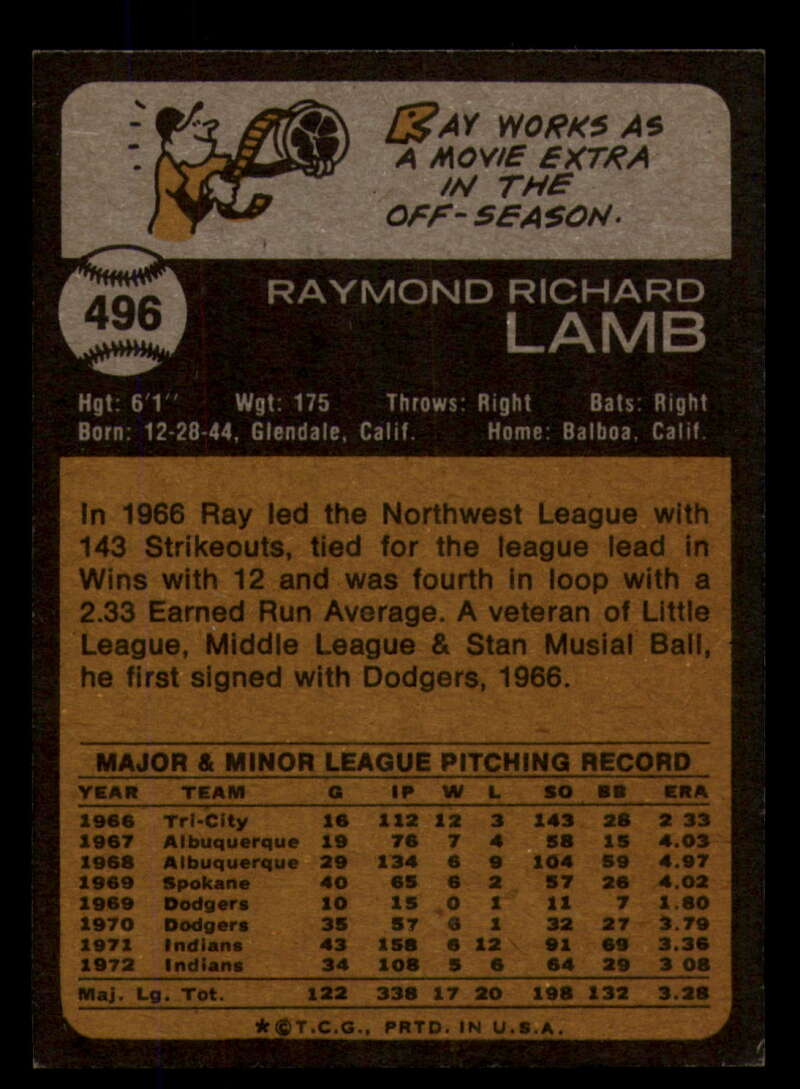 RAY WORKS AS
A MOVIE EXTRA
IN THE
OFF-SEASON.
496
RAYMOND RICHARD
LAMB
Hgt: 6'1" Wgt: 175 Throws: Right Bats: Right
Born: 12-28-44, Glendale, Calif. Home: Balboa, Calif.
In 1966 Ray led the Northwest League with
143 Strikeouts, tied for the league lead in
Wins with 12 and was fourth in loop with a
2.33 Earned Run Average. A veteran of Little
League, Middle League & Stan Musial Ball,
he first signed with Dodgers, 1966.
MAJOR & MINOR LEAGUE PITCHING RECORD
YEAR TEAM G IP W L SO BB ERA
1966 Tri-City 16 112 12 3 143 28 2 33
1967 Albuquerque 19 76 7 4 58 15 4.03
1968 Albuquerque 29 134 6 9 104 59 4.97
1969 Spokane 40 65 6 2 57 26 4.02
1969 Dodgers 10 15 0 1 11 7 1.80
1970 Dodgers 35 57 6 1 32 27 3.79
1971 Indians 43 158 6 12 91 69 3.36
1972 Indians 34 108 5 6 64 29 3 08
Maj. Lg. Tot. 122 338 17 20 198 132 3.28
*©T.C.G., PRTD. IN U.S.A.